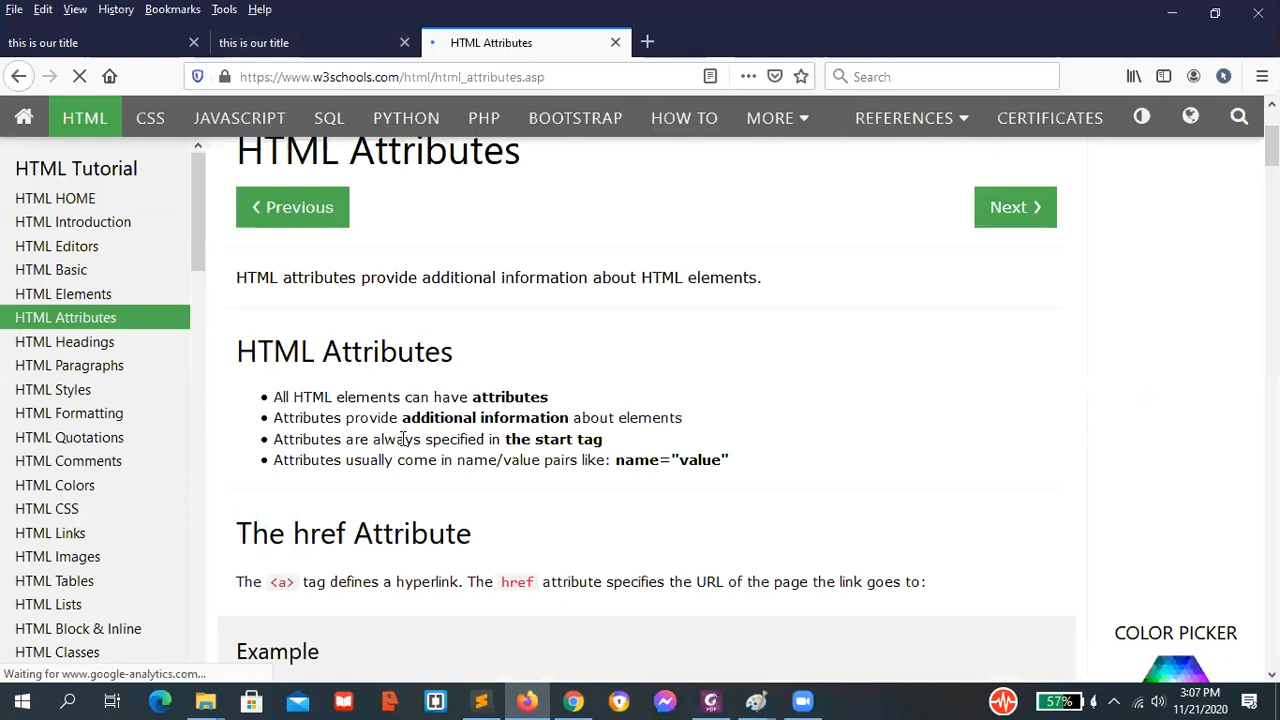 File Edit View History Bookmarks Tools Help
this is our title
this is our title
HTML Attributes
https://www.w3schools.com/html/html_attributes.asp
Search
HTML CSS JAVASCRIPT SQL PYTHON PHP BOOTSTRAP HOW TO MORE REFERENCES CERTIFICATES
HTML Tutorial
HTML HOME
HTML Introduction
HTML Editors
HTML Basic
HTML Elements
HTML Attributes
HTML Headings
HTML Paragraphs
HTML Styles
HTML Formatting
HTML Quotations
HTML Comments
HTML Colors
HTML CSS
HTML Links
HTML Images
HTML Tables
HTML Lists
HTML Block & Inline
HTML Classes
HTML Attributes
❮ Previous
Next ❯
HTML attributes provide additional information about HTML elements.
HTML Attributes
• All HTML elements can have attributes
• Attributes provide additional information about elements
• Attributes are always specified in the start tag
• Attributes usually come in name/value pairs like: name="value"
The href Attribute
The <a> tag defines a hyperlink. The href attribute specifies the URL of the page the link goes to:
Example
COLOR PICKER
Waiting for www.google-analytics.com...
57%
3:07 PM
11/21/2020